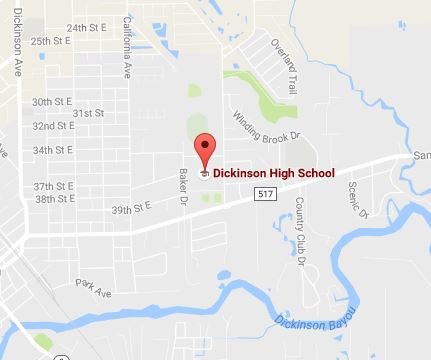 Dickinson Ave
24th St E
California Ave
25th St E
Overland Trail
30th St E
31st St
32nd St E
Winding Brook Dr
34th St E
San
Dickinson High School
37th St E
38th St E
Baker Dr
517
39th St E
Country Club Dr
Scenic Dr
Park Ave
Dickinson Bayou